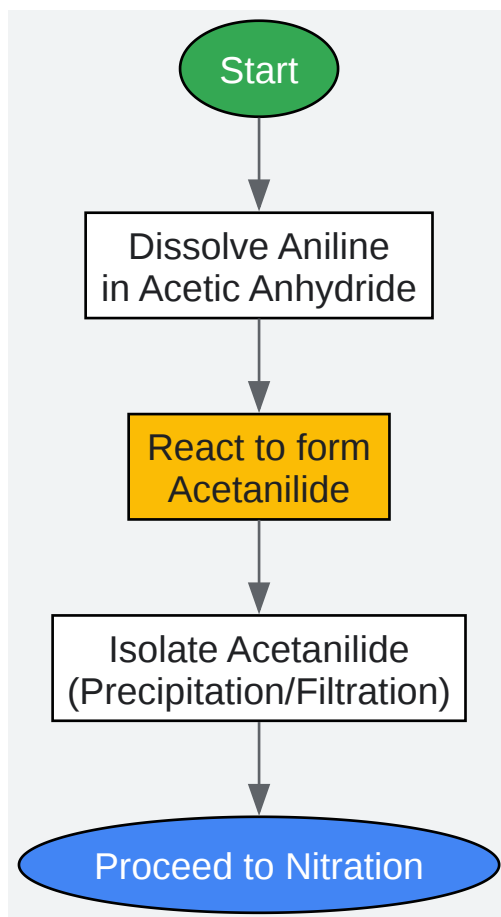 Start
Dissolve Aniline
in Acetic Anhydride
React to form
Acetanilide
Isolate Acetanilide
(Precipitation/Filtration)
Proceed to Nitration